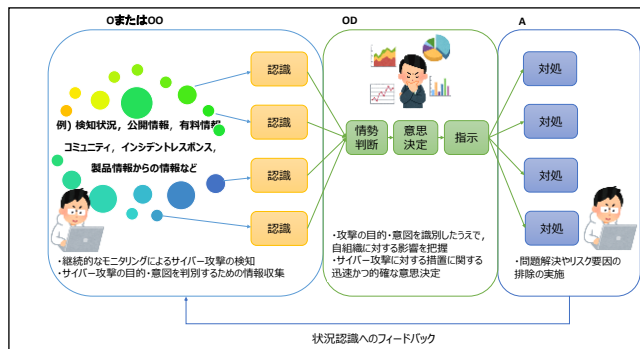 OまたはOO
OD
A
例) 検知状況，公開情報，有料情報
コミュニティ，インシデントレスポンス，
製品情報からの情報など
認識
認識
認識
認識
情勢
判断
意思
決定
指示
対処
対処
対処
対処
・継続的なモニタリングによるサイバー攻撃の検知
・サイバー攻撃の目的・意図を判別するための情報収集
・攻撃の目的・意図を識別したうえで，
自組織に対する影響を把握
・サイバー攻撃に対する措置に関する
迅速かつ的確な意思決定
・問題解決やリスク要因の
排除の実施
状況認識へのフィードバック